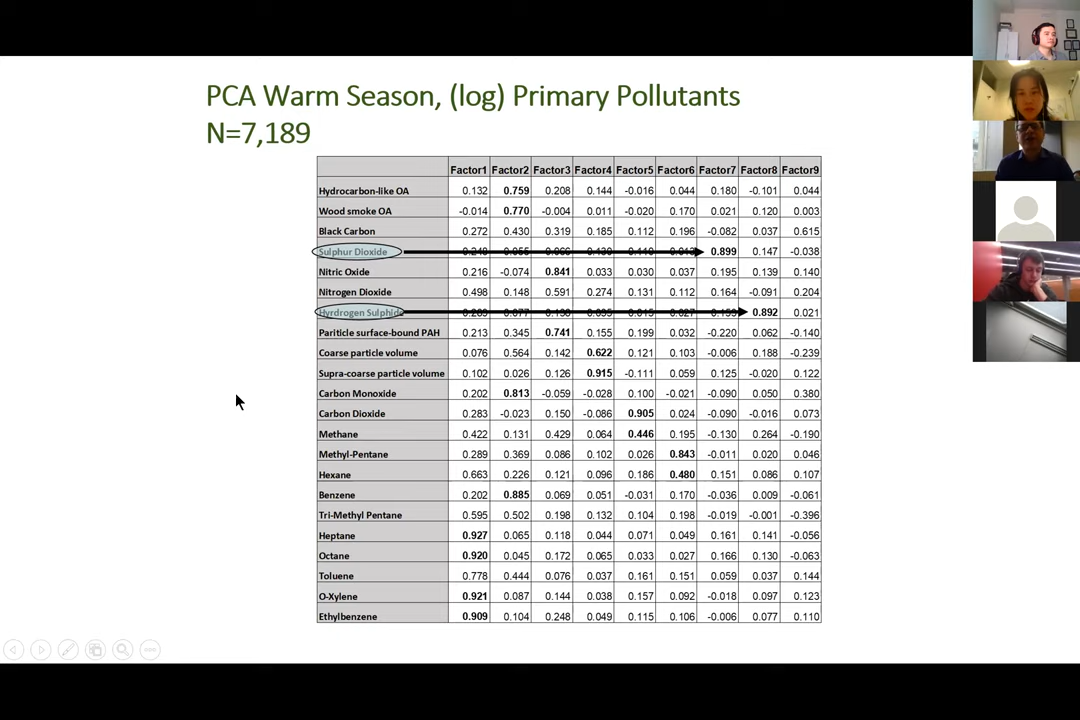 PCA Warm Season, (log) Primary Pollutants
N=7,189
Factor1 Factor2 Factor3 Factor4 Factor5 Factor6 Factor7 Factor8 Factor9
Hydrocarbon-like OA 0.132 0.759 0.208 0.144 -0.016 0.044 0.180 -0.101 0.044
Wood smoke OA -0.014 0.770 -0.004 0.011 -0.020 0.170 0.021 0.120 0.003
Black Carbon 0.272 0.430 0.319 0.185 0.112 0.196 -0.082 0.037 0.615
Sulphur Dioxide 0.899 0.147 -0.038
Nitric Oxide 0.216 -0.074 0.841 0.033 0.030 0.037 0.195 0.139 0.140
Nitrogen Dioxide 0.498 0.148 0.591 0.274 0.131 0.112 0.164 -0.091 0.204
Hyrdrogen Sulphide 0.892 0.021
Pariticle surface-bound PAH 0.213 0.345 0.741 0.155 0.199 0.032 -0.220 0.062 -0.140
Coarse particle volume 0.076 0.564 0.142 0.622 0.121 0.103 -0.006 0.188 -0.239
Supra-coarse particle volume 0.102 0.026 0.126 0.915 -0.111 0.059 0.125 -0.020 0.122
Carbon Monoxide 0.202 0.813 -0.059 -0.028 0.100 -0.021 -0.090 0.050 0.380
Carbon Dioxide 0.283 -0.023 0.150 -0.086 0.905 0.024 -0.090 -0.016 0.073
Methane 0.422 0.131 0.429 0.064 0.446 0.195 -0.130 0.264 -0.190
Methyl-Pentane 0.289 0.369 0.086 0.102 0.026 0.843 -0.011 0.020 0.046
Hexane 0.663 0.226 0.121 0.096 0.186 0.480 0.151 0.086 0.107
Benzene 0.202 0.885 0.069 0.051 -0.031 0.170 -0.036 0.009 -0.061
Tri-Methyl Pentane 0.595 0.502 0.198 0.132 0.104 0.198 -0.019 -0.001 -0.396
Heptane 0.927 0.065 0.118 0.044 0.071 0.049 0.161 0.141 -0.056
Octane 0.920 0.045 0.172 0.065 0.033 0.027 0.166 0.130 -0.063
Toluene 0.778 0.444 0.076 0.037 0.161 0.151 0.059 0.037 0.144
O-Xylene 0.921 0.087 0.144 0.038 0.157 0.092 -0.018 0.097 0.123
Ethylbenzene 0.909 0.104 0.248 0.049 0.115 0.106 -0.006 0.077 0.110